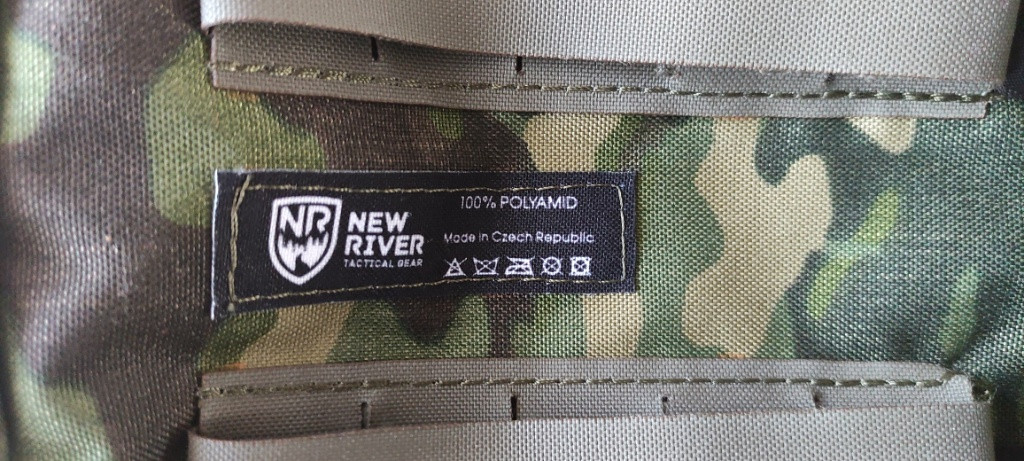 NR
NEW
RIVER
TACTICAL GEAR
100% POLYAMID
Made in Czech Republic